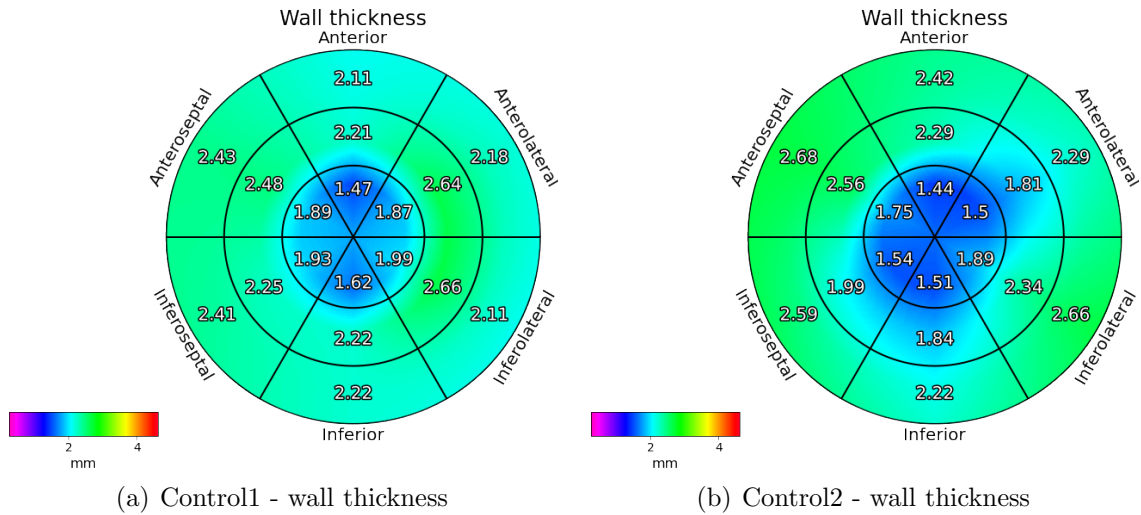 Wall thickness
Anterior
Anteroseptal
Anterolateral
2.11
2.21
2.43
2.18
2.48
2.64
1.47
1.89
1.87
1.93
1.99
1.62
2.25
2.66
2.41
2.11
2.22
2.22
Inferoseptal
Inferolateral
Inferior
2
4
mm
(a) Control1 - wall thickness
Wall thickness
Anterior
Anteroseptal
Anterolateral
2.42
2.29
2.68
2.29
2.56
1.81
1.44
1.75
1.5
1.54
1.89
1.51
1.99
2.34
2.59
2.66
1.84
2.22
Inferoseptal
Inferolateral
Inferior
2
4
mm
(b) Control2 - wall thickness